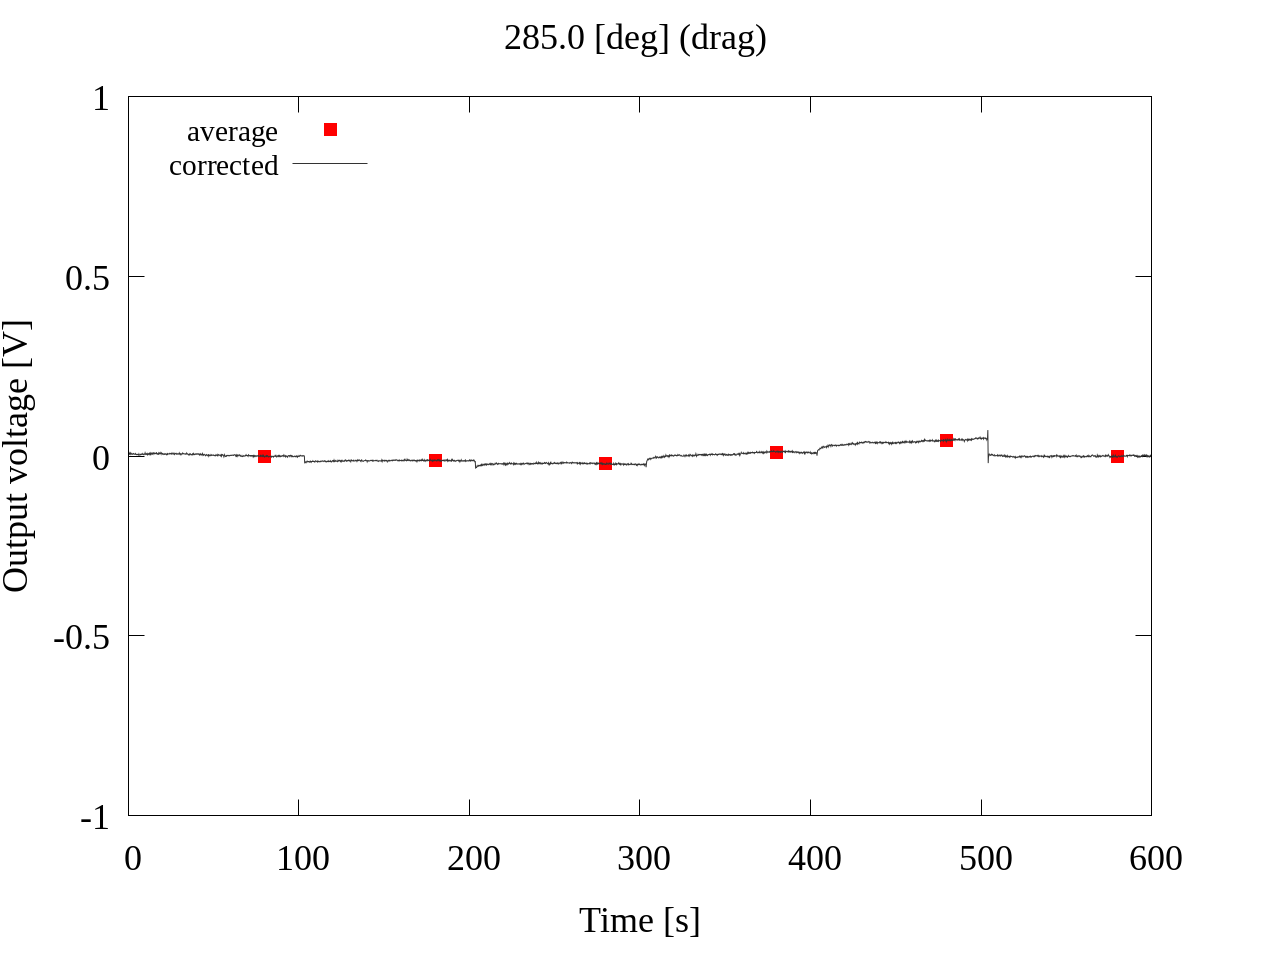 285.0 [deg] (drag)
1
0.5
0
-0.5
-1
average
corrected
Output voltage [V]
0 100 200 300 400 500 600
Time [s]